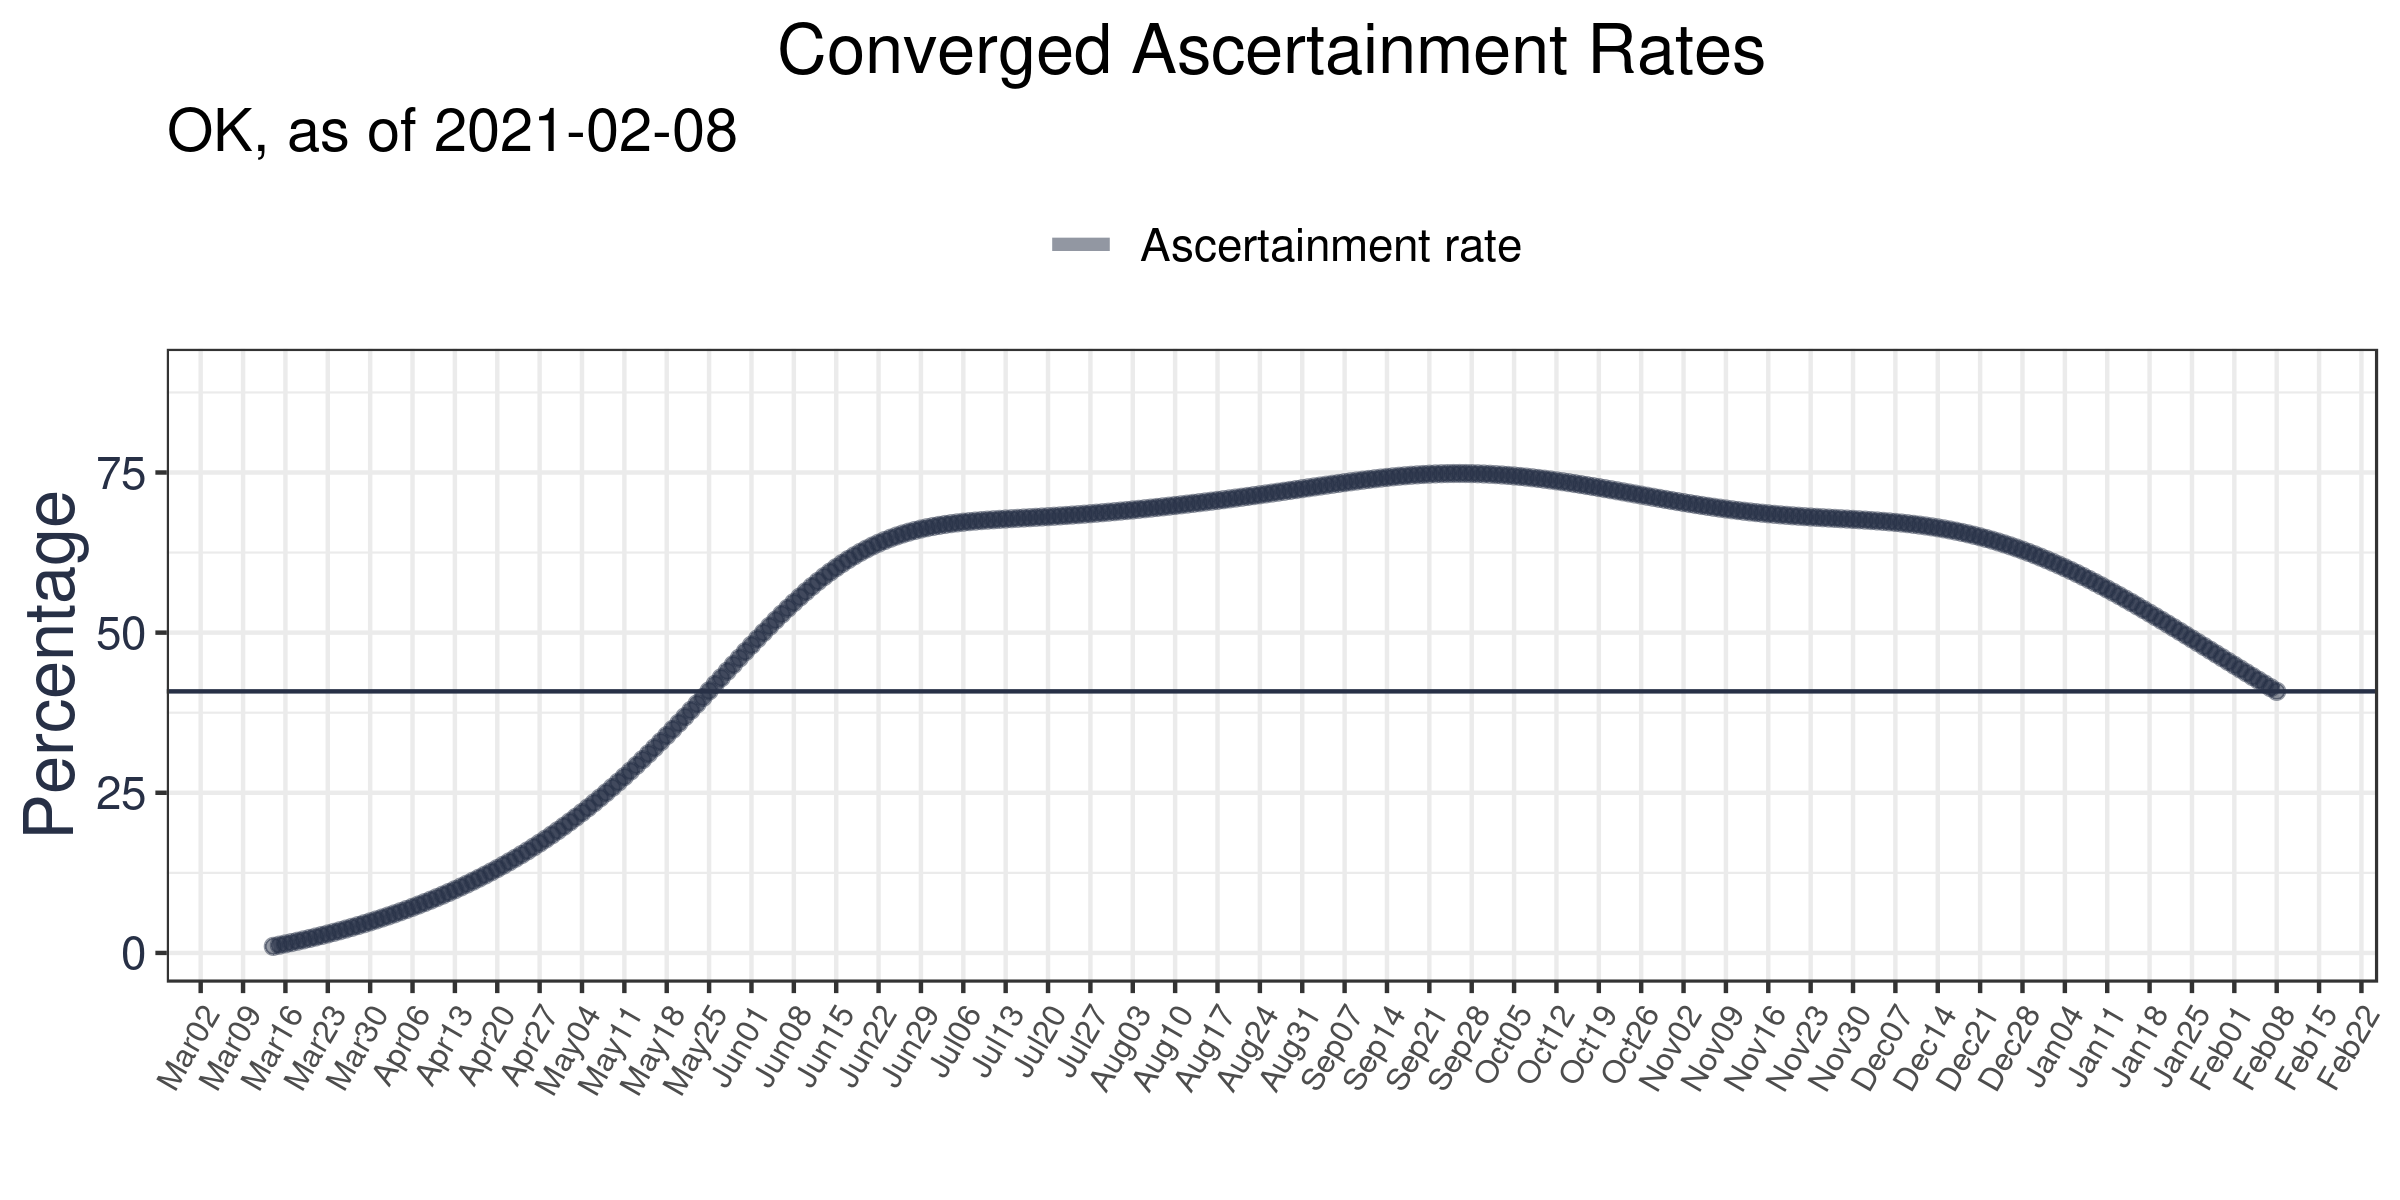 Converged Ascertainment Rates
OK, as of 2021-02-08
Ascertainment rate
Percentage
75
50
25
0
Mar02 Mar09 Mar16 Mar23 Mar30 Apr06 Apr13 Apr20 Apr27 May04 May11 May18 May25 Jun01 Jun08 Jun15 Jun22 Jun29 Jul06 Jul13 Jul20 Jul27 Aug03 Aug10 Aug17 Aug24 Aug31 Sep07 Sep14 Sep21 Sep28 Oct05 Oct12 Oct19 Oct26 Nov02 Nov09 Nov16 Nov23 Nov30 Dec07 Dec14 Dec21 Dec28 Jan04 Jan11 Jan18 Jan25 Feb01 Feb08 Feb15 Feb22